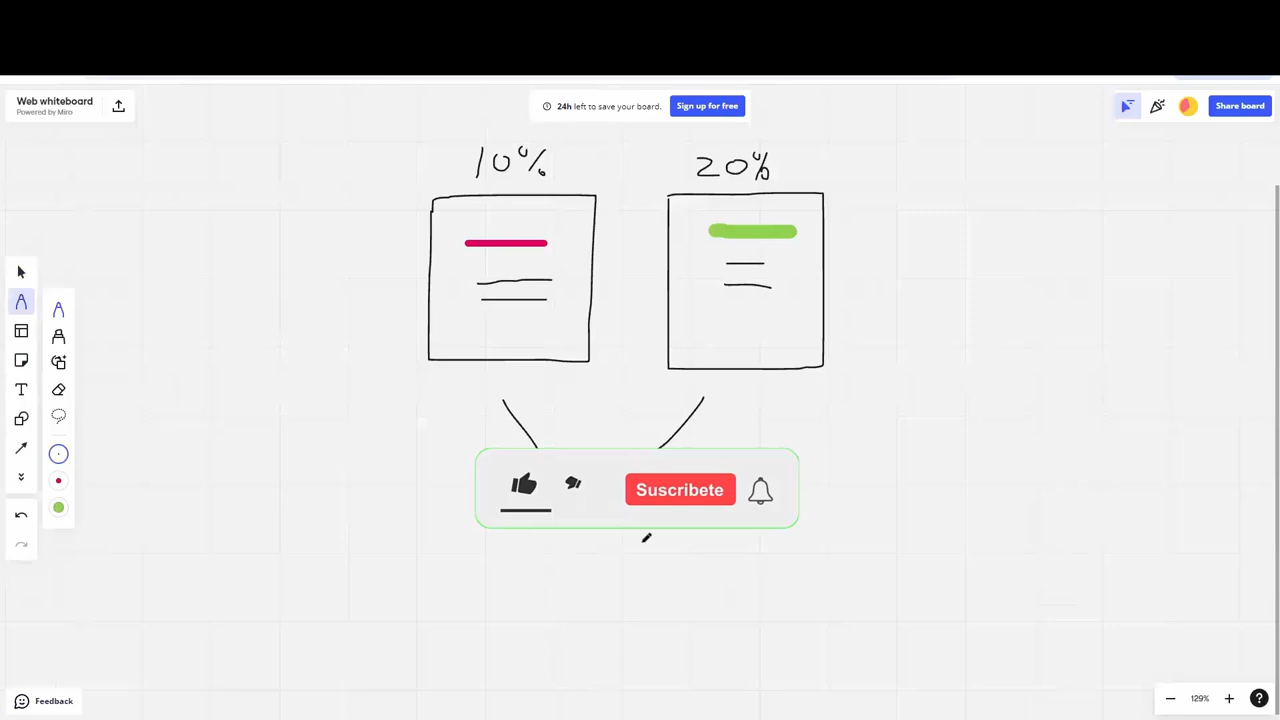 Web whiteboard
Powered by Miro
24h left to save your board.
Sign up for free
Share board
10%
20%
Suscribete
T
Feedback
129%
?